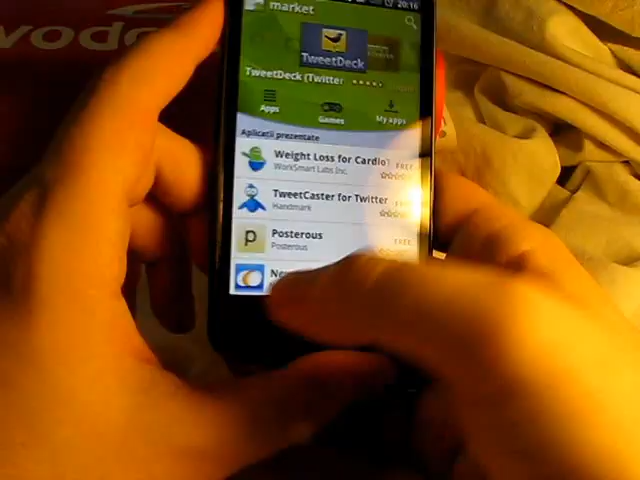 vodo
20:16
market
TweetDeck
TweetDeck (Twitter
Apps
Games
My apps
Aplicatii prezentate
Weight Loss for Cardio T
FREE
WorkSmart Labs Inc.
TweetCaster for Twitter
Handmark
Posterous
FREE
Posterous